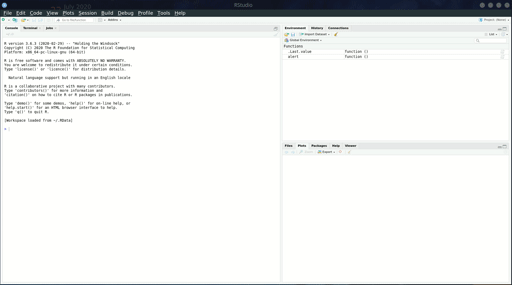 RStudio
File Edit Code View Plots Session Build Debug Profile Tools Help
Console Terminal Jobs
R version 3.6.3 (2020-02-29) -- "Holding the Windsock"
Copyright (C) 2020 The R Foundation for Statistical Computing
Platform: x86_64-pc-linux-gnu (64-bit)
R is free software and comes with ABSOLUTELY NO WARRANTY.
You are welcome to redistribute it under certain conditions.
Type 'license()' or 'licence()' for distribution details.
Natural language support but running in an English locale
R is a collaborative project with many contributors.
Type 'contributors()' for more information and
'citation()' on how to cite R or R packages in publications.
Type 'demo()' for some demos, 'help()' for on-line help, or
'help.start()' for an HTML browser interface to help.
Type 'q()' to quit R.
[Workspace loaded from ~/.RData]
>
Environment History Connections
Import Dataset
List
Global Environment
Functions
.Last.value function ()
alert function ()
Files Plots Packages Help Viewer
Export